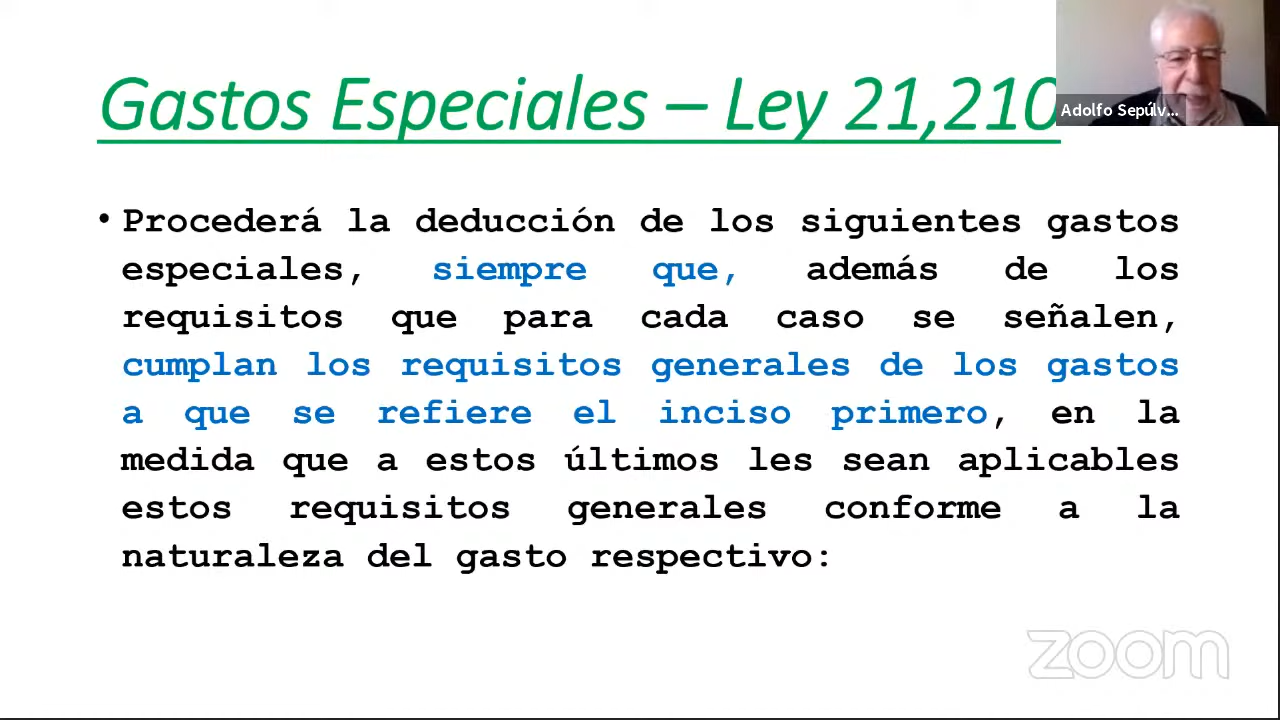 Gastos Especiales – Ley 21,210
Adolfo Sepúlv...
• Procederá la deducción de los siguientes gastos
especiales, siempre que, además de los
requisitos que para cada caso se señalen,
cumplan los requisitos generales de los gastos
a que se refiere el inciso primero, en la
medida que a estos últimos les sean aplicables
estos requisitos generales conforme a la
naturaleza del gasto respectivo:
zoom